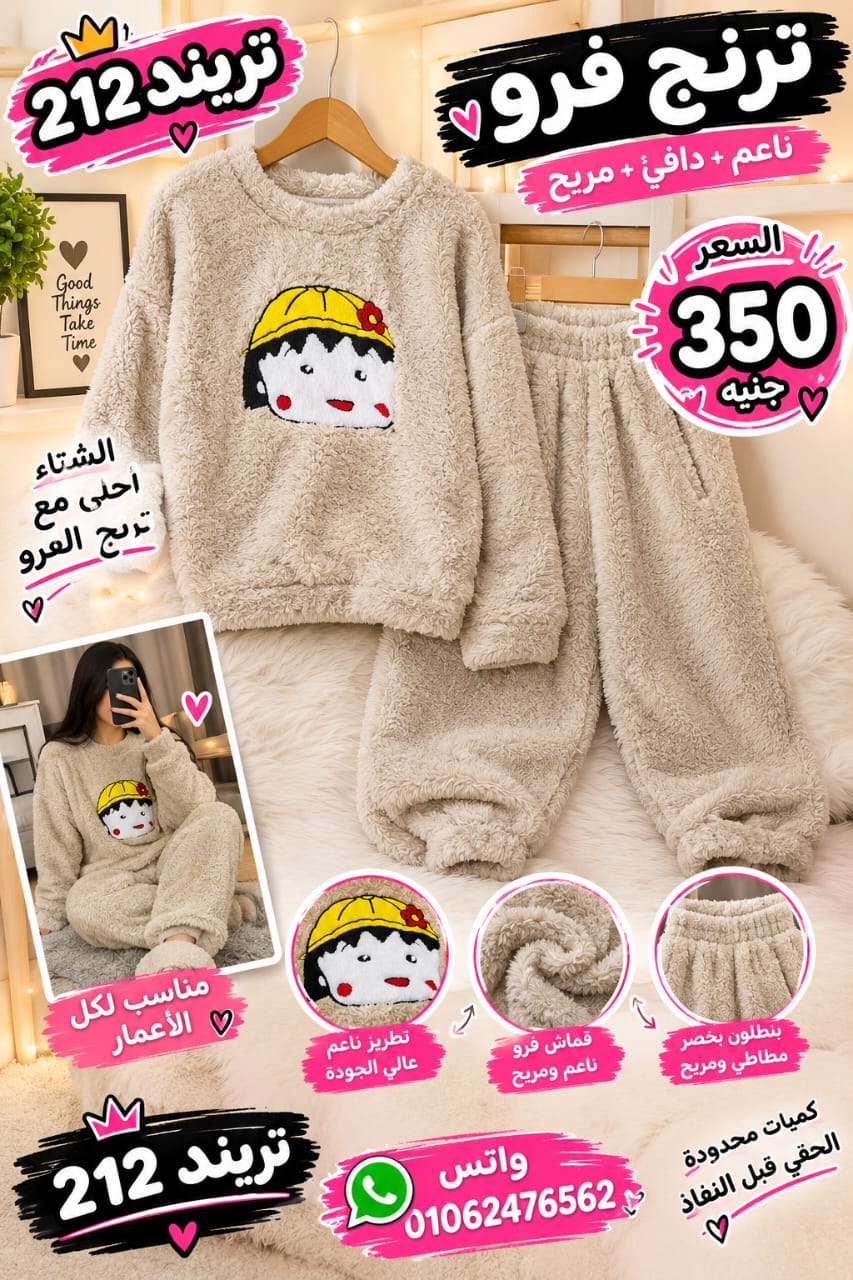 تريند212
ترنج فرو
ناعم + دافئ + مريح
السعر
350
جنيه
Good
Things
Take
Time
الشتاء
أحلى مع
ترنج الفرو
مناسب لكل
الأعمار
تطريز ناعم
عالي الجودة
قماش فرو
ناعم ومريح
بنطلون بخصر
مطاطي ومريح
تريند 212
واتس
01062476562
كميات محدودة
الحقي قبل النفاذ